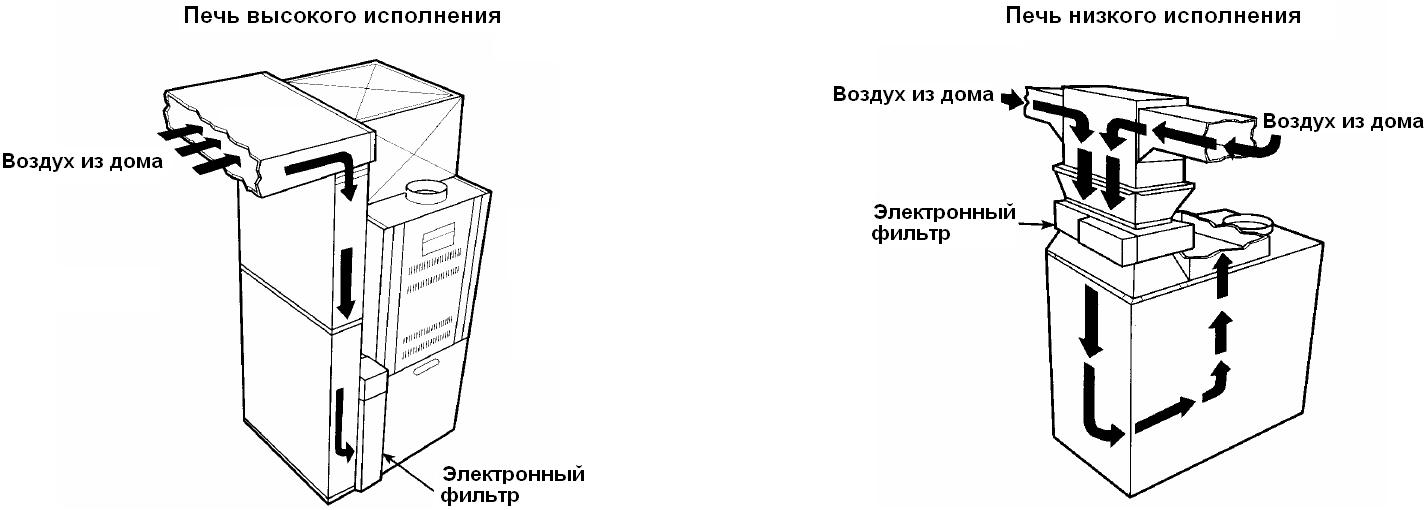 Печь высокого исполнения
Воздух из дома
Электронный
фильтр
Печь низкого исполнения
Воздух из дома
Воздух из дома
Электронный
фильтр